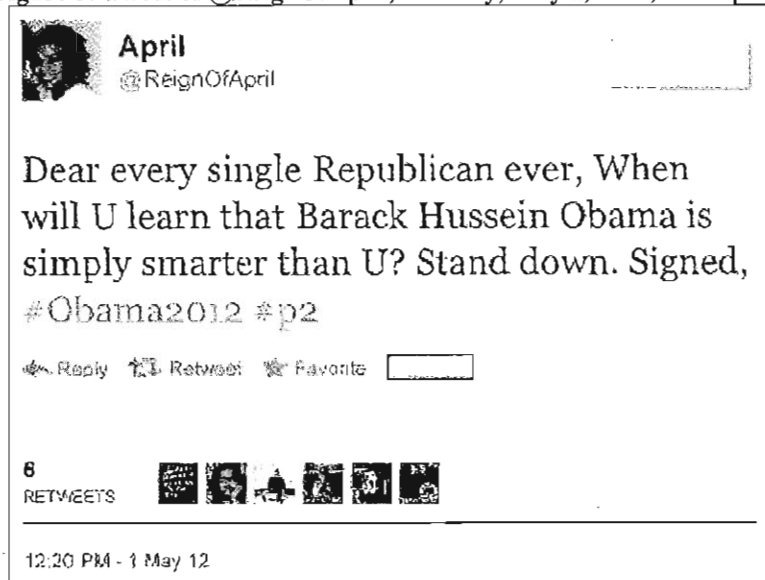 April
@ReignOfApril
Dear every single Republican ever, When
will U learn that Barack Hussein Obama is
simply smarter than U? Stand down. Signed,
#Obama2012 #p2
Reply Retweet Favorite
6
RETWEETS
12:20 PM - 1 May 12